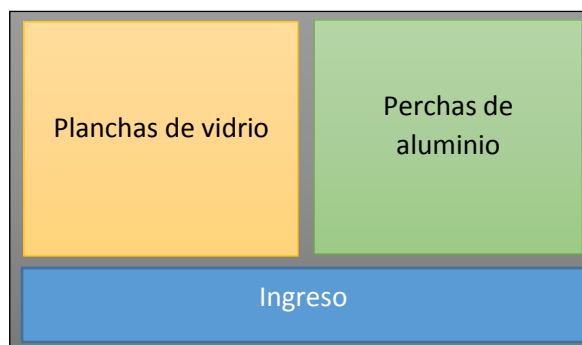 Planchas de vidrio
Perchas de
aluminio
Ingreso